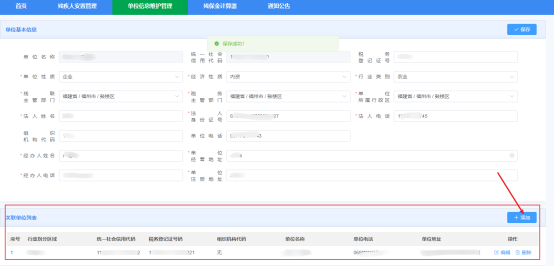 首页 残疾人安置管理 单位信息维护管理 残保金计算器 通知公告
单位基本信息 保存
保存成功！
单位名称 统一社会信用代码 1 税务登记证号
* 单位性质 企业 * 经济性质 内资 * 行业类别 农业
* 残联主管部门 福建省 / 福州市 / 鼓楼区 * 税务主管部门 福建省 / 福州市 / 鼓楼区 * 单位所属行政区 福建省 / 福州市 / 鼓楼区
* 法人姓名 * 法人身份证号 27 * 法人电话 1 45
组织机构代码 单位电话 43
* 经办人姓名 * 单位经营地址
* 经办人电话 * 单位注册地址
关联单位列表 + 添加
序号 行政划分区域 统一社会信用代码 税务登记证号码 组织机构代码 单位名称 单位电话 单位地址 操作
1 11 2 1 121 无 编辑 删除